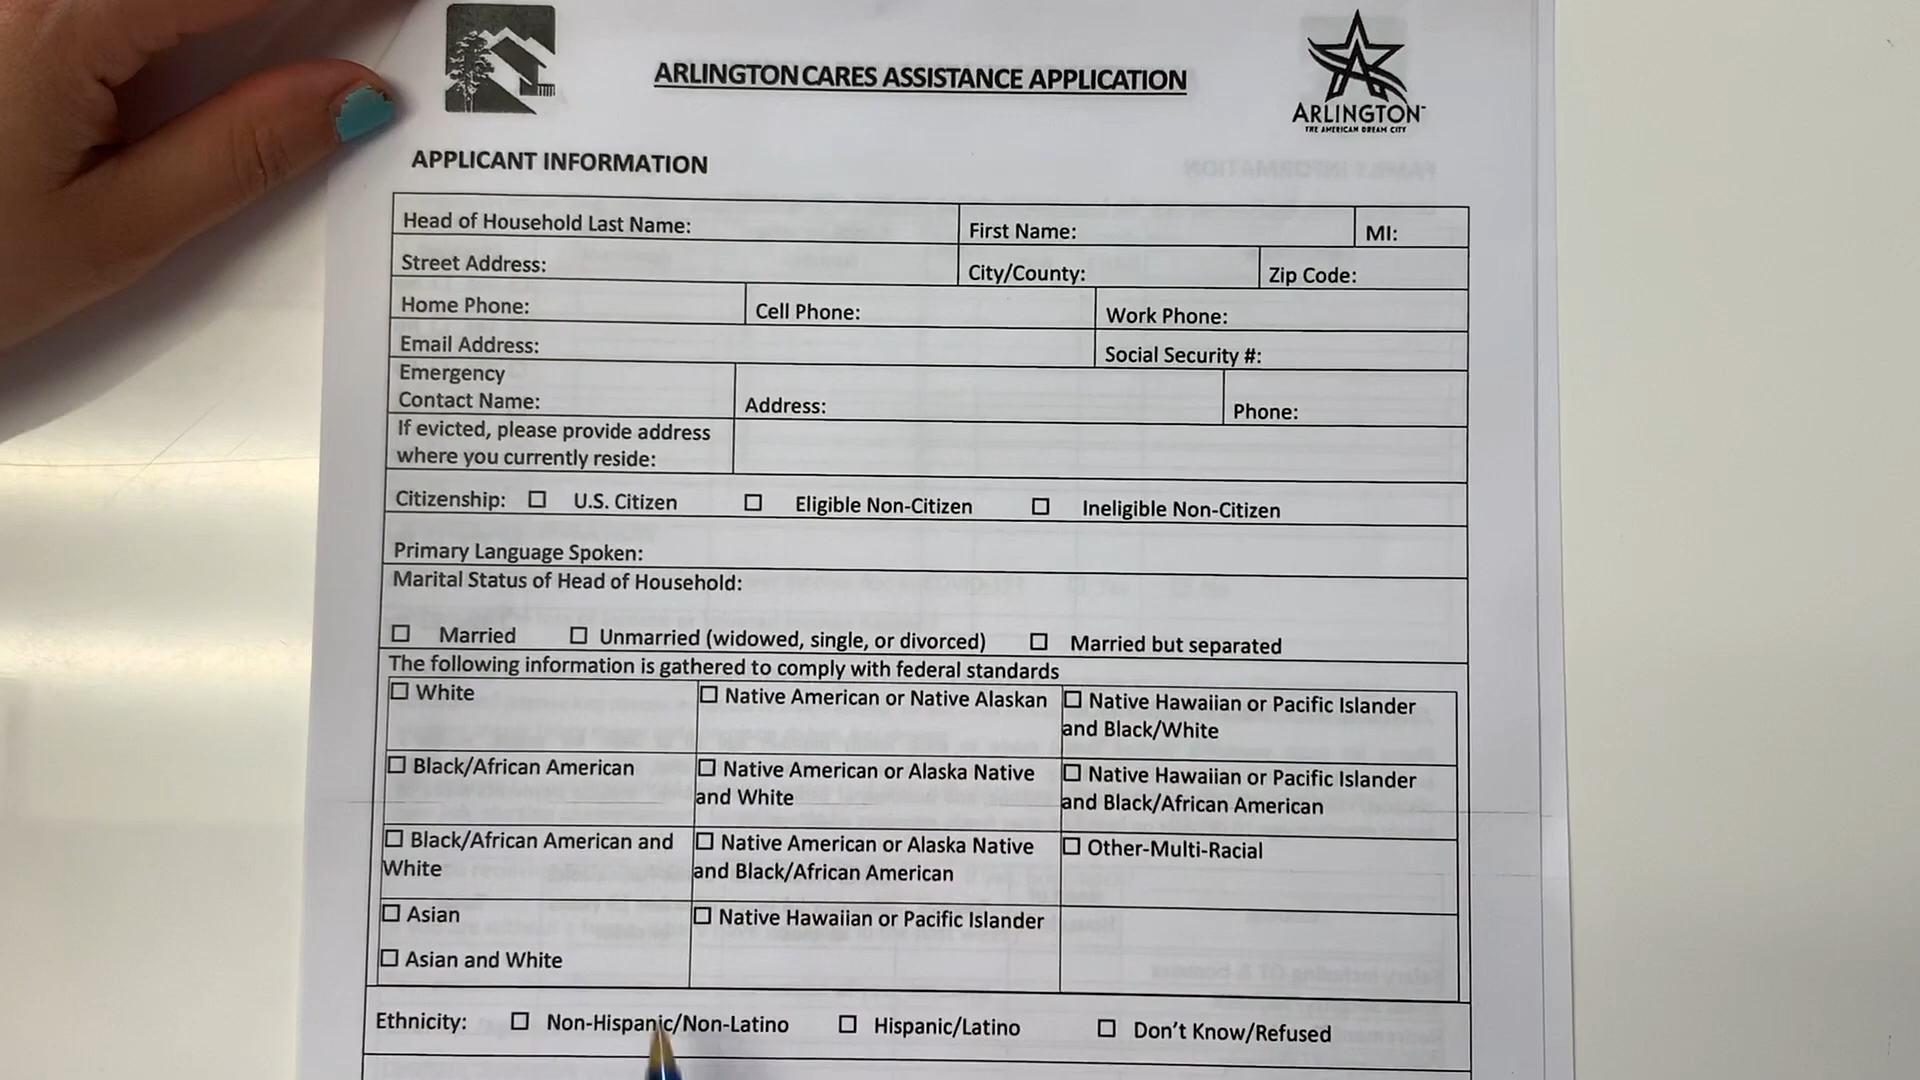 ARLINGTON CARES ASSISTANCE APPLICATION
ARLINGTON
THE AMERICAN DREAM CITY
APPLICANT INFORMATION
Head of Household Last Name: First Name: MI:
Street Address: City/County: Zip Code:
Home Phone: Cell Phone: Work Phone:
Email Address: Social Security #:
Emergency
Contact Name: Address: Phone:
If evicted, please provide address
where you currently reside:
Citizenship: ☐ U.S. Citizen ☐ Eligible Non-Citizen ☐ Ineligible Non-Citizen
Primary Language Spoken:
Marital Status of Head of Household:
☐ Married ☐ Unmarried (widowed, single, or divorced) ☐ Married but separated
The following information is gathered to comply with federal standards
☐ White
☐ Native American or Native Alaskan
☐ Native Hawaiian or Pacific Islander
and Black/White
☐ Black/African American
☐ Native American or Alaska Native
and White
☐ Native Hawaiian or Pacific Islander
and Black/African American
☐ Black/African American and
White
☐ Native American or Alaska Native
and Black/African American
☐ Other-Multi-Racial
☐ Asian
☐ Asian and White
☐ Native Hawaiian or Pacific Islander
Ethnicity: ☐ Non-Hispanic/Non-Latino ☐ Hispanic/Latino ☐ Don't Know/Refused